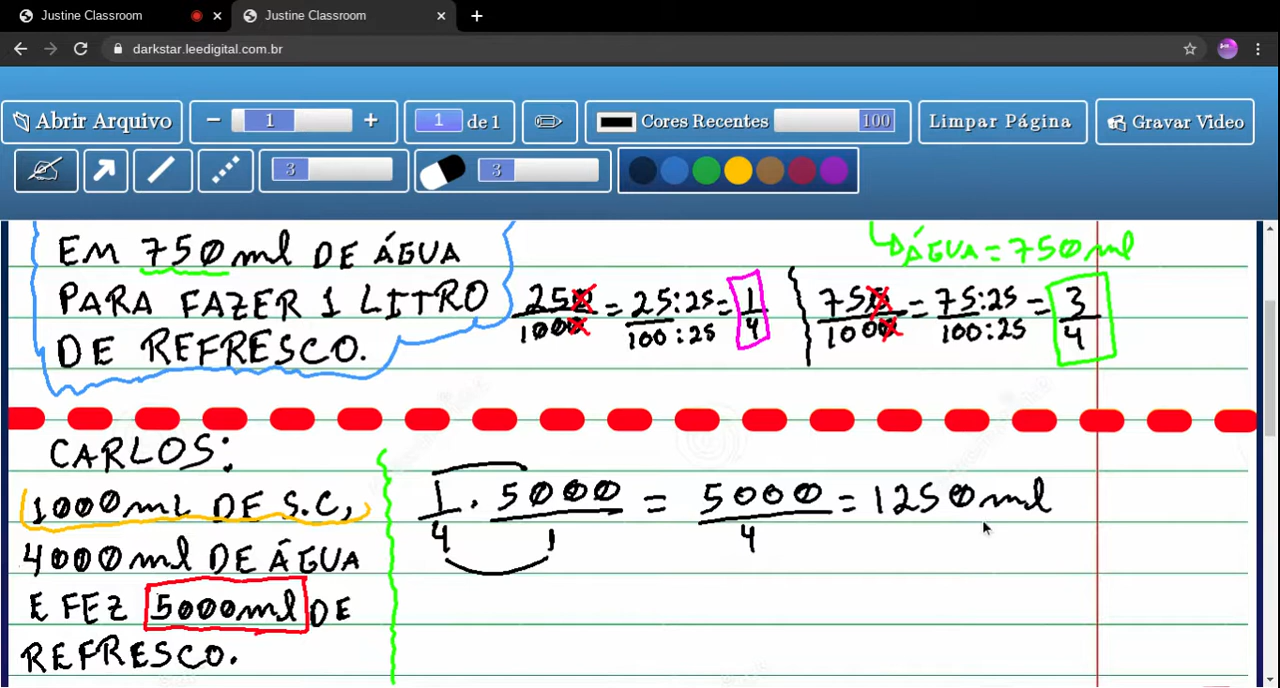 Justine Classroom
Justine Classroom
darkstar.leedigital.com.br
Abrir Arquivo
− 1 +
1 de 1
Cores Recentes 100
Limpar Página
Gravar Video
3
3
EM 750ml DE ÁGUA
PARA FAZER 1 LITRO
DE REFRESCO.
ÁGUA = 750ml
250/1000 = 25:25/100:25 = 1/4
750/1000 = 75:25/100:25 = 3/4
CARLOS:
1000ml DE S.C,
4000ml DE ÁGUA
E FEZ 5000ml DE
REFRESCO.
1/4 . 5000/1 = 5000/4 = 1250ml